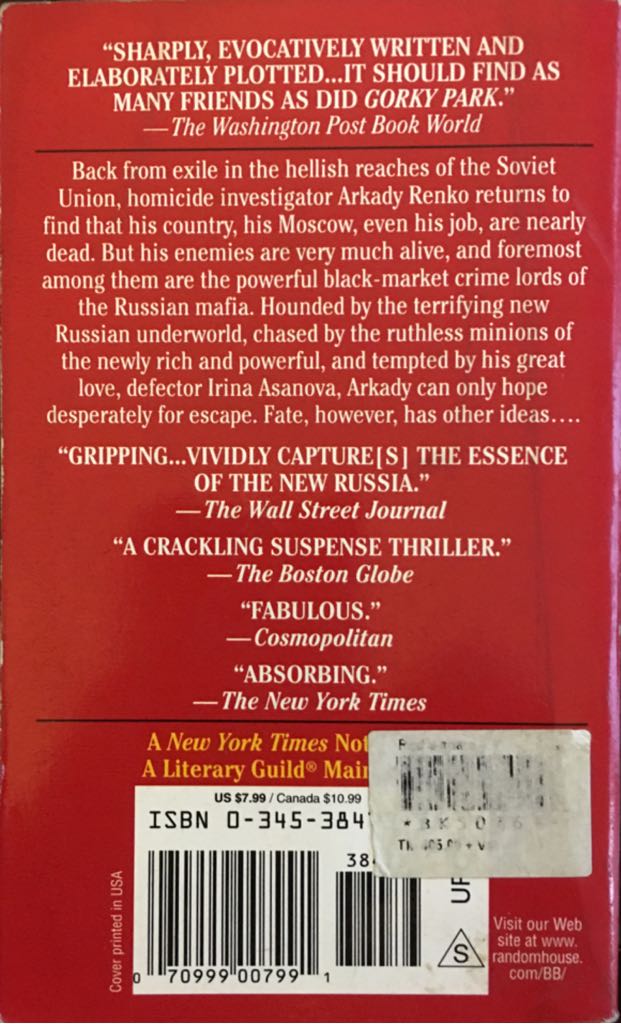 “SHARPLY, EVOCATIVELY WRITTEN AND
ELABORATELY PLOTTED...IT SHOULD FIND AS
MANY FRIENDS AS DID GORKY PARK.”
—The Washington Post Book World
Back from exile in the hellish reaches of the Soviet
Union, homicide investigator Arkady Renko returns to
find that his country, his Moscow, even his job, are nearly
dead. But his enemies are very much alive, and foremost
among them are the powerful black-market crime lords of
the Russian mafia. Hounded by the terrifying new
Russian underworld, chased by the ruthless minions of
the newly rich and powerful, and tempted by his great
love, defector Irina Asanova, Arkady can only hope
desperately for escape. Fate, however, has other ideas....
“GRIPPING...VIVIDLY CAPTURE[S] THE ESSENCE
OF THE NEW RUSSIA.”
—The Wall Street Journal
“A CRACKLING SUSPENSE THRILLER.”
—The Boston Globe
“FABULOUS.”
—Cosmopolitan
“ABSORBING.”
—The New York Times
A New York Times
A Literary Guild®
US $7.99 / Canada $10.99
ISBN 0-345-384
0 70999 00799 1
Cover printed in USA
S
Visit our Web
site at www.
randomhouse.
com/BB/